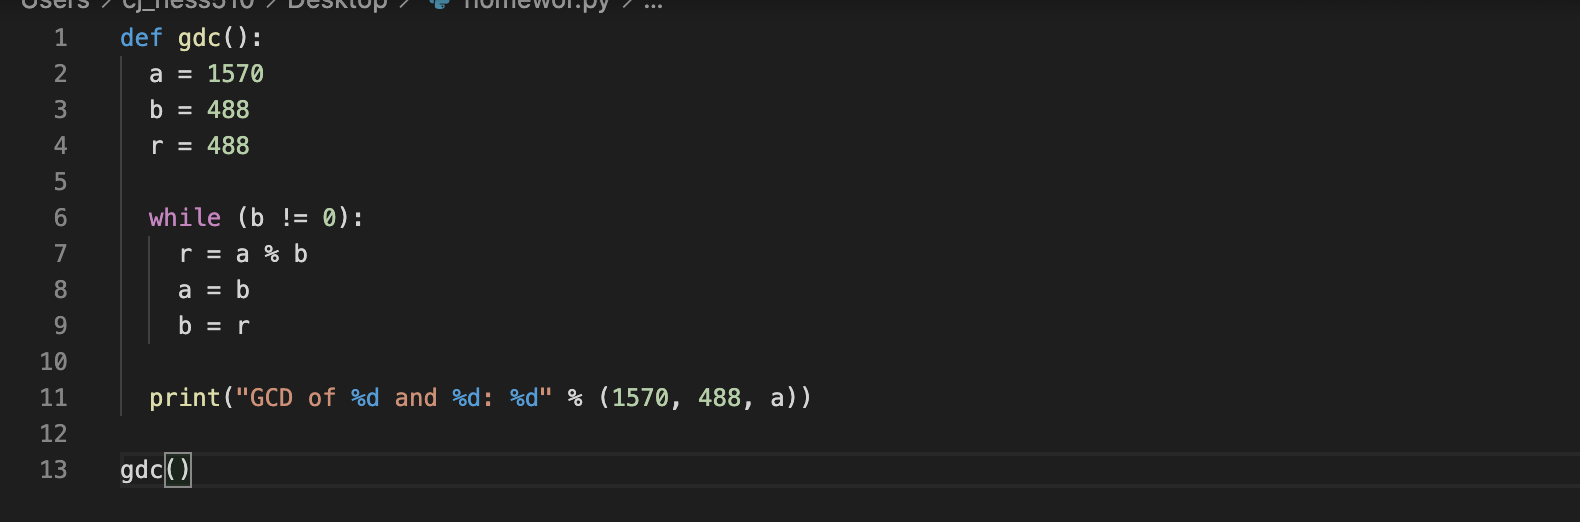 Users > cj_ness510 > Desktop > homewor.py > ...
1 def gdc():
2   a = 1570
3   b = 488
4   r = 488
5
6   while (b != 0):
7     r = a % b
8     a = b
9     b = r
10
11   print("GCD of %d and %d: %d" % (1570, 488, a))
12
13 gdc()